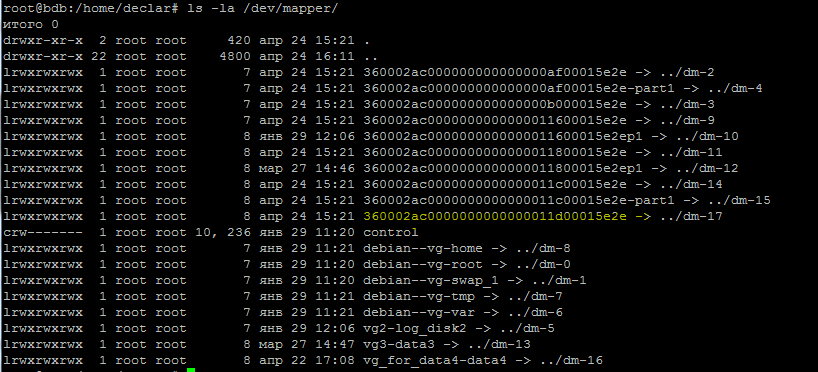 root@bdb:/home/declar# ls -la /dev/mapper/
итого 0
drwxr-xr-x  2 root root     420 апр 24 15:21 .
drwxr-xr-x 22 root root    4800 апр 24 16:11 ..
lrwxrwxrwx  1 root root       7 апр 24 15:21 360002ac000000000000000af00015e2e -> ../dm-2
lrwxrwxrwx  1 root root       7 апр 24 15:21 360002ac000000000000000af00015e2e-part1 -> ../dm-4
lrwxrwxrwx  1 root root       7 апр 24 15:21 360002ac000000000000000b000015e2e -> ../dm-3
lrwxrwxrwx  1 root root       7 апр 24 15:21 360002ac000000000000011600015e2e -> ../dm-9
lrwxrwxrwx  1 root root       8 янв 29 12:06 360002ac000000000000011600015e2ep1 -> ../dm-10
lrwxrwxrwx  1 root root       8 апр 24 15:21 360002ac000000000000011800015e2e -> ../dm-11
lrwxrwxrwx  1 root root       8 мар 27 14:46 360002ac000000000000011800015e2ep1 -> ../dm-12
lrwxrwxrwx  1 root root       8 апр 24 15:21 360002ac000000000000011c00015e2e -> ../dm-14
lrwxrwxrwx  1 root root       8 апр 24 15:21 360002ac000000000000011c00015e2e-part1 -> ../dm-15
lrwxrwxrwx  1 root root       8 апр 24 15:21 360002ac000000000000011d00015e2e -> ../dm-17
crw-------  1 root root 10, 236 янв 29 11:20 control
lrwxrwxrwx  1 root root       7 янв 29 11:21 debian--vg-home -> ../dm-8
lrwxrwxrwx  1 root root       7 янв 29 11:20 debian--vg-root -> ../dm-0
lrwxrwxrwx  1 root root       7 янв 29 11:20 debian--vg-swap_1 -> ../dm-1
lrwxrwxrwx  1 root root       7 янв 29 11:21 debian--vg-tmp -> ../dm-7
lrwxrwxrwx  1 root root       7 янв 29 11:21 debian--vg-var -> ../dm-6
lrwxrwxrwx  1 root root       7 янв 29 12:06 vg2-log_disk2 -> ../dm-5
lrwxrwxrwx  1 root root       8 мар 27 14:47 vg3-data3 -> ../dm-13
lrwxrwxrwx  1 root root       8 апр 22 17:08 vg_for_data4-data4 -> ../dm-16